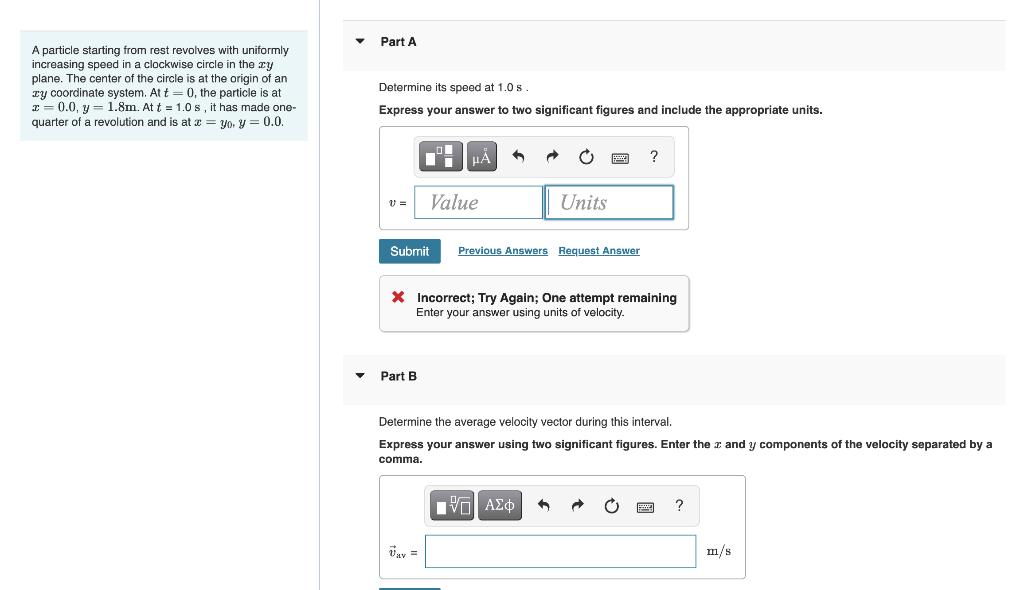 A particle starting from rest revolves with uniformly
increasing speed in a clockwise circle in the xy
plane. The center of the circle is at the origin of an
xy coordinate system. At t = 0, the particle is at
x = 0.0, y = 1.8m. At t = 1.0 s , it has made one-
quarter of a revolution and is at x = y₀, y = 0.0.
Part A
Determine its speed at 1.0 s .
Express your answer to two significant figures and include the appropriate units.
μÅ
?
v =
Value
Units
Submit
Previous Answers
Request Answer
Incorrect; Try Again; One attempt remaining
Enter your answer using units of velocity.
Part B
Determine the average velocity vector during this interval.
Express your answer using two significant figures. Enter the x and y components of the velocity separated by a
comma.
ΑΣϕ
?
v⃗av =
m/s